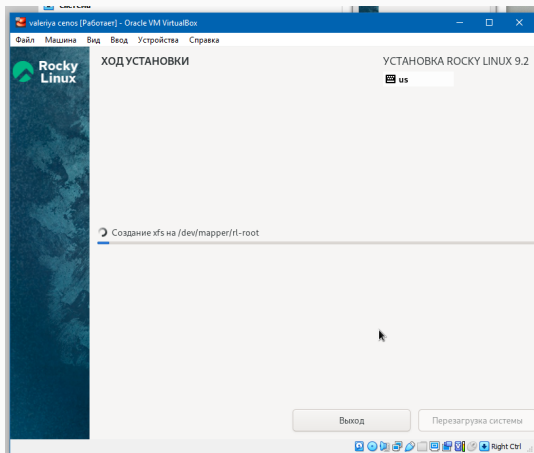 система
valeriya cenos [Работает] - Oracle VM VirtualBox
Файл Машина Вид Ввод Устройства Справка
Rocky
Linux
ХОД УСТАНОВКИ
УСТАНОВКА ROCKY LINUX 9.2
us
Создание xfs на /dev/mapper/rl-root
Выход
Перезагрузка системы
Right Ctrl